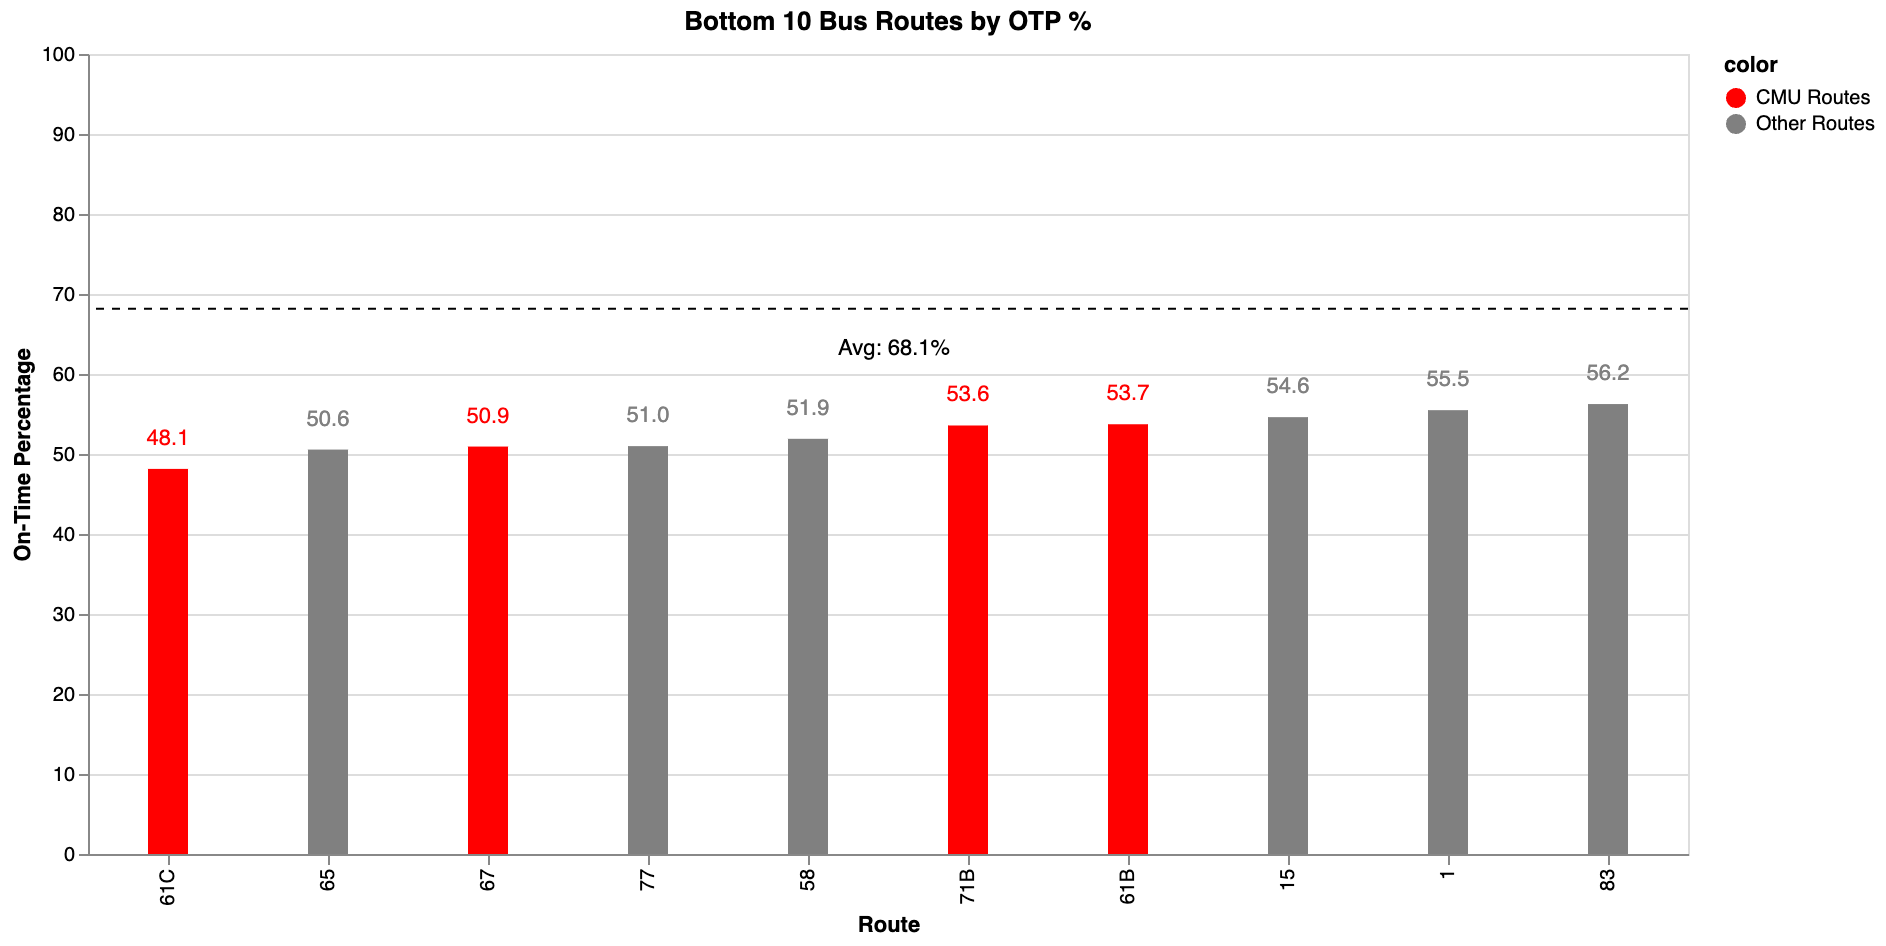 Bottom 10 Bus Routes by OTP %
color
CMU Routes
Other Routes
On-Time Percentage
100
90
80
70
60
50
40
30
20
10
0
Avg: 68.1%
48.1
50.6
50.9
51.0
51.9
53.6
53.7
54.6
55.5
56.2
61C
65
67
77
58
71B
61B
15
1
83
Route